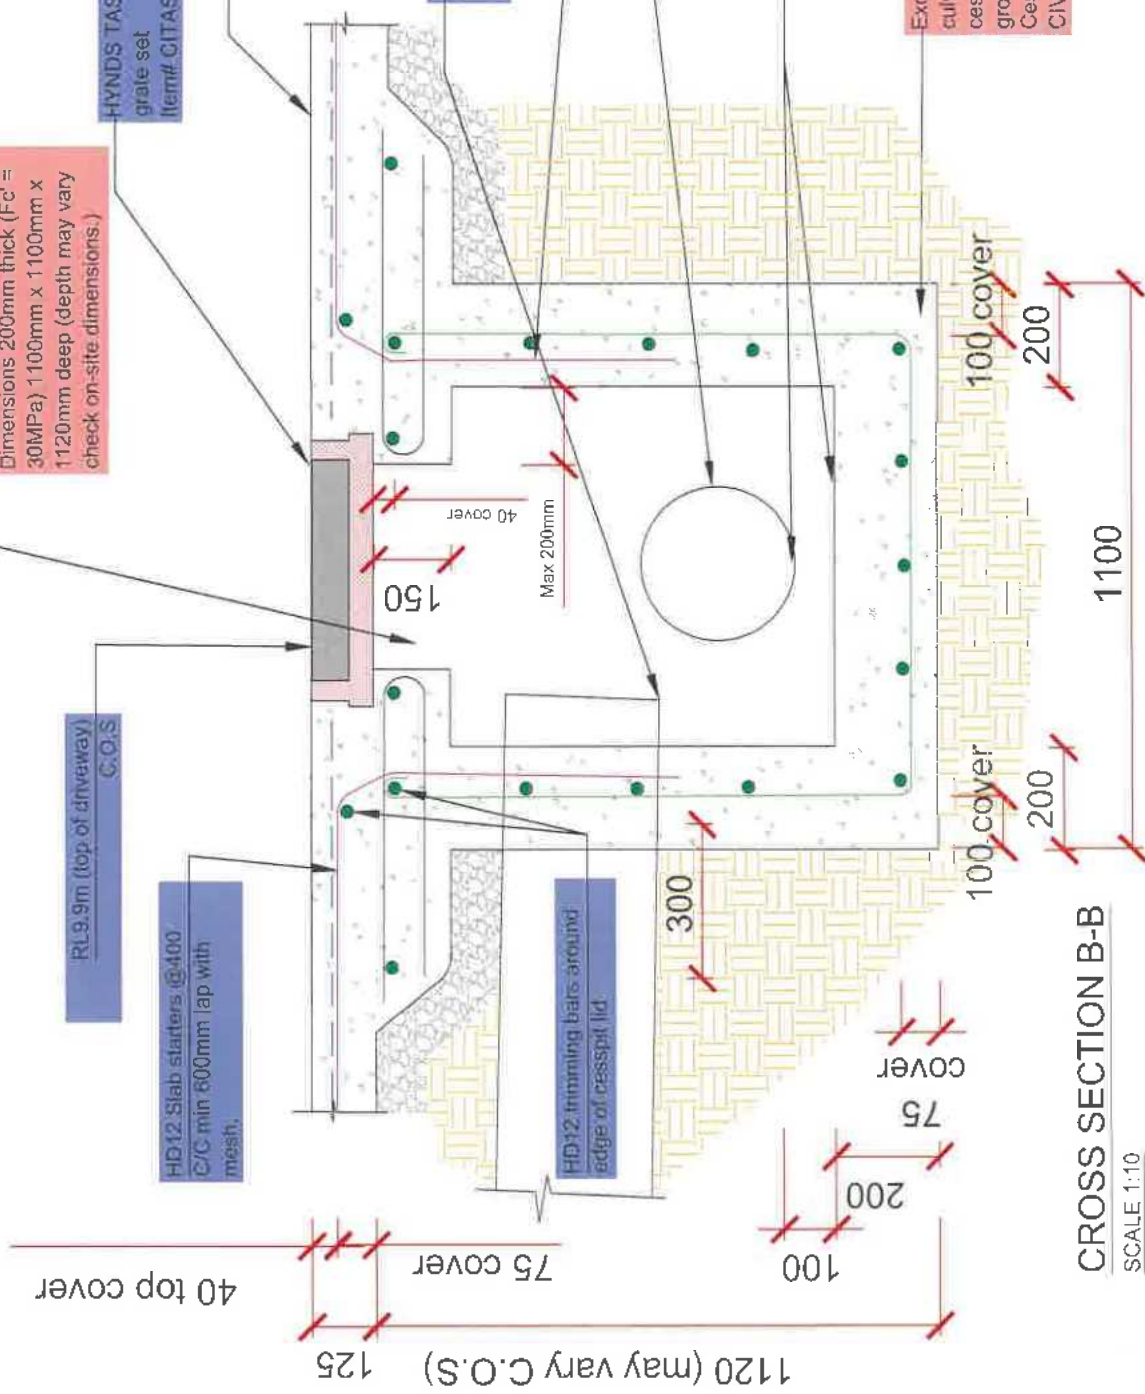 Dimensions 200mm thick (Fc' =
30MPa) 1100mm x 1100mm x
1120mm deep (depth may vary
check on-site dimensions.)
HYNDS TAS
grate set
Item# CITAS
RL9.9m (top of driveway)
C.O.S
HD12 Slab starters @400
C/C min 600mm lap with
mesh.
HD12 trimming bars around
edge of cesspit lid
40 top cover
125
75 cover
1120 (may vary C.O.S)
150
40 cover
Max 200mm
300
100
200
75
cover
100 cover
200
100 cover
200
1100
CROSS SECTION B-B
SCALE 1:10